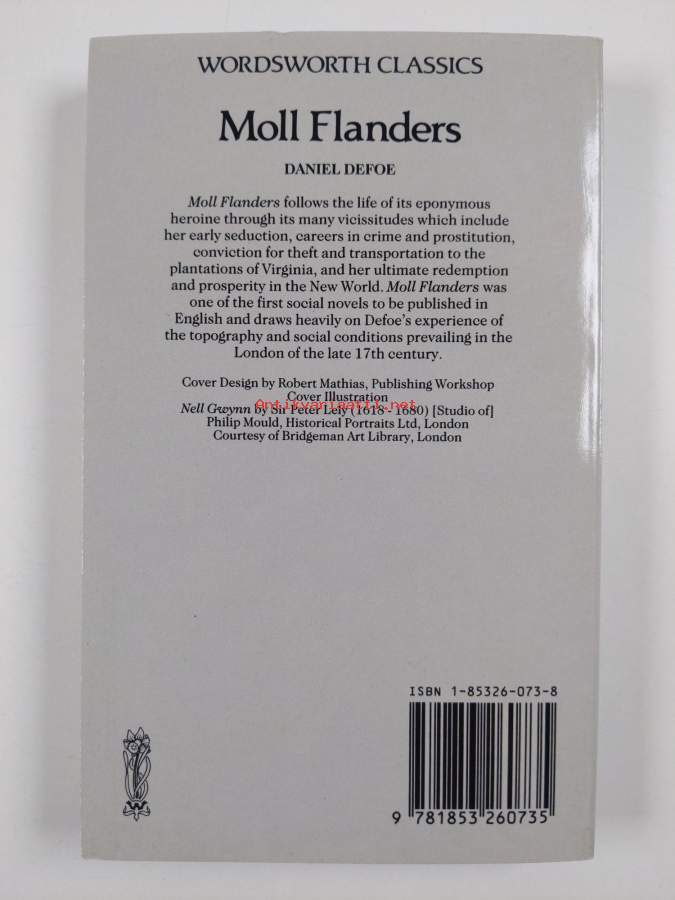 WORDSWORTH CLASSICS
Moll Flanders
DANIEL DEFOE
Moll Flanders follows the life of its eponymous
heroine through its many vicissitudes which include
her early seduction, careers in crime and prostitution,
conviction for theft and transportation to the
plantations of Virginia, and her ultimate redemption
and prosperity in the New World. Moll Flanders was
one of the first social novels to be published in
English and draws heavily on Defoe's experience of
the topography and social conditions prevailing in the
London of the late 17th century.
Cover Design by Robert Mathias, Publishing Workshop
Cover Illustration
Antikvariaatti.net
Nell Gwynn by Sir Peter Lely (1618-1680) [Studio of]
Philip Mould, Historical Portraits Ltd, London
Courtesy of Bridgeman Art Library, London
ISBN 1-85326-073-8
9 781853 260735
W